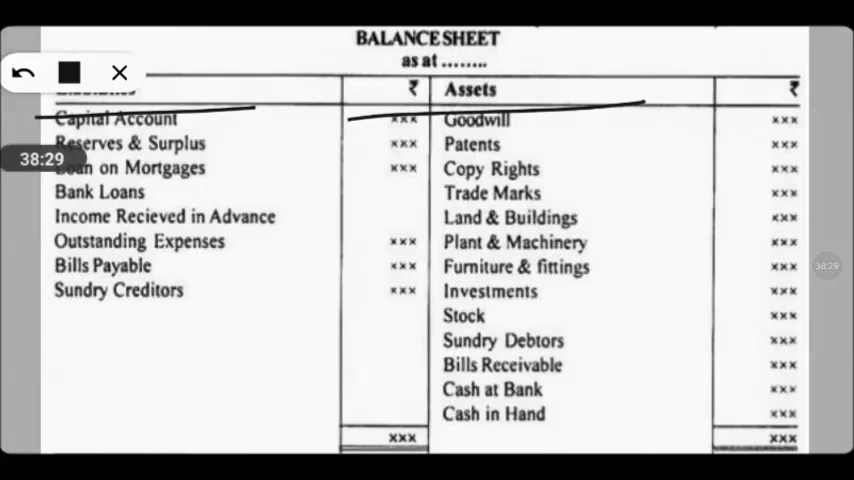 BALANCE SHEET
as at ........
₹ Assets ₹
Capital Account xxx Goodwill xxx
Reserves & Surplus xxx Patents xxx
38:29
Loan on Mortgages xxx Copy Rights xxx
Bank Loans Trade Marks xxx
Income Recieved in Advance Land & Buildings xxx
Outstanding Expenses xxx Plant & Machinery xxx
Bills Payable xxx Furniture & fittings xxx
38:29
Sundry Creditors xxx Investments xxx
Stock xxx
Sundry Debtors xxx
Bills Receivable xxx
Cash at Bank xxx
Cash in Hand xxx
xxx xxx